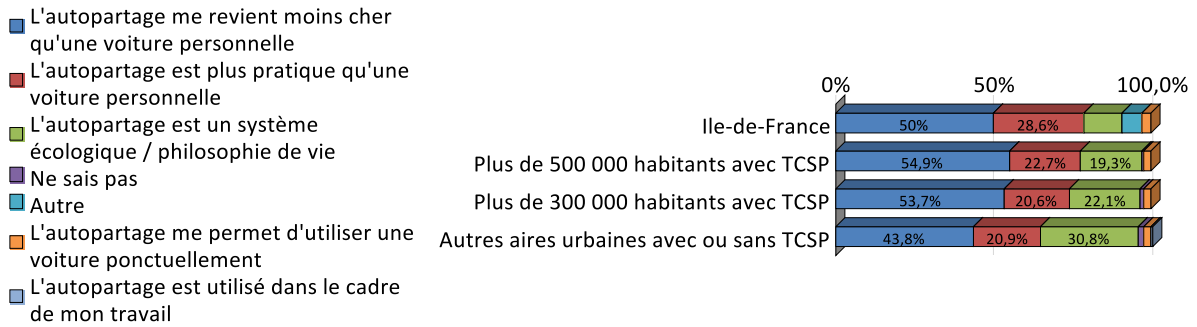 L'autopartage me revient moins cher
qu'une voiture personnelle
L'autopartage est plus pratique qu'une
voiture personnelle
L'autopartage est un système
écologique / philosophie de vie
Ne sais pas
Autre
L'autopartage me permet d'utiliser une
voiture ponctuellement
L'autopartage est utilisé dans le cadre
de mon travail
0% 50% 100,0%
Ile-de-France 50% 28,6%
Plus de 500 000 habitants avec TCSP 54,9% 22,7% 19,3%
Plus de 300 000 habitants avec TCSP 53,7% 20,6% 22,1%
Autres aires urbaines avec ou sans TCSP 43,8% 20,9% 30,8%